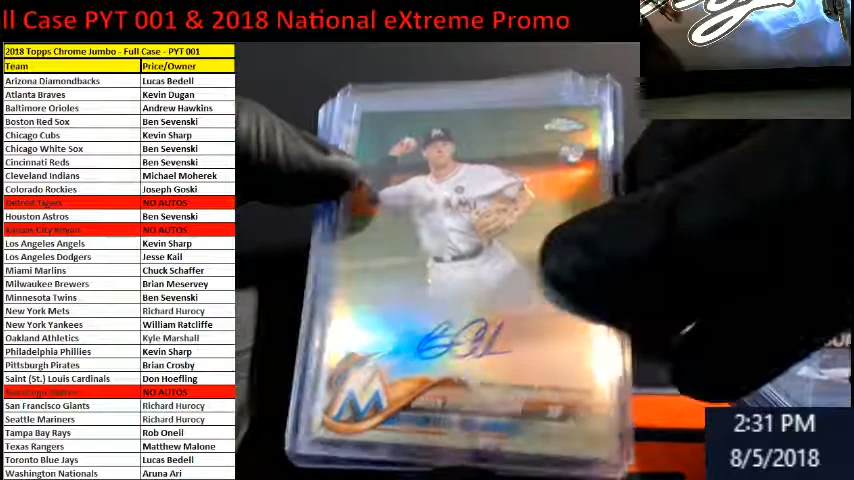 ll Case PYT 001 & 2018 National eXtreme Promo
2018 Topps Chrome Jumbo - Full Case - PYT 001
Team Price/Owner
Arizona Diamondbacks Lucas Bedell
Atlanta Braves Kevin Dugan
Baltimore Orioles Andrew Hawkins
Boston Red Sox Ben Sevenski
Chicago Cubs Kevin Sharp
Chicago White Sox Ben Sevenski
Cincinnati Reds Ben Sevenski
Cleveland Indians Michael Moherek
Colorado Rockies Joseph Goski
Detroit Tigers NO AUTOS
Houston Astros Ben Sevenski
Kansas City Royals NO AUTOS
Los Angeles Angels Kevin Sharp
Los Angeles Dodgers Jesse Kail
Miami Marlins Chuck Schaffer
Milwaukee Brewers Brian Meservey
Minnesota Twins Ben Sevenski
New York Mets Richard Hurocy
New York Yankees William Ratcliffe
Oakland Athletics Kyle Marshall
Philadelphia Phillies Kevin Sharp
Pittsburgh Pirates Brian Crosby
Saint (St.) Louis Cardinals Don Hoefling
NO AUTOS
San Francisco Giants Richard Hurocy
Seattle Mariners Richard Hurocy
Tampa Bay Rays Rob Oneil
Texas Rangers Matthew Malone
Toronto Blue Jays Lucas Bedell
Washington Nationals Aruna Ari
MIAMI
M
2:31 PM
8/5/2018